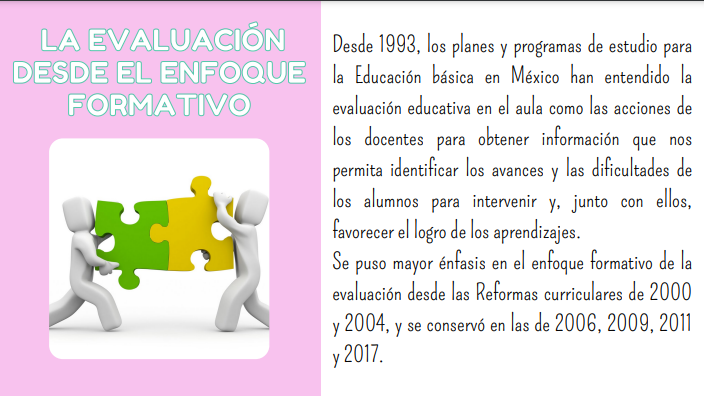 LA EVALUACIÓN
DESDE EL ENFOQUE
FORMATIVO
Desde 1993, los planes y programas de estudio para
la Educación básica en México han entendido la
evaluación educativa en el aula como las acciones de
los docentes para obtener información que nos
permita identificar los avances y las dificultades de
los alumnos para intervenir y, junto con ellos,
favorecer el logro de los aprendizajes.
Se puso mayor énfasis en el enfoque formativo de la
evaluación desde las Reformas curriculares de 2000
y 2004, y se conservó en las de 2006, 2009, 2011
y 2017.